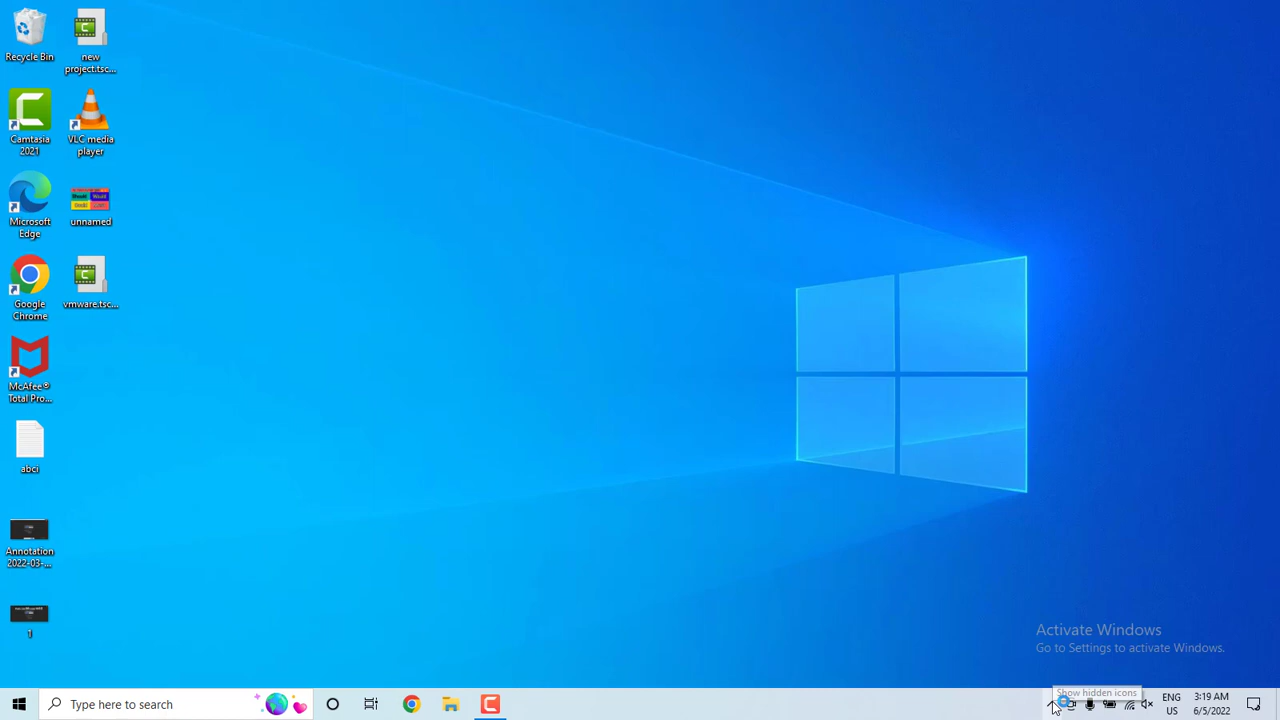 Recycle Bin
new
project.tsc...
Camtasia
2021
VLC media
player
Microsoft
Edge
unnamed
Google
Chrome
vmware.tsc...
McAfee®
Total Pro...
abci
Annotation
2022-03-...
1
Activate Windows
Go to Settings to activate Windows.
Show hidden icons
Type here to search
ENG
US
3:19 AM
6/5/2022